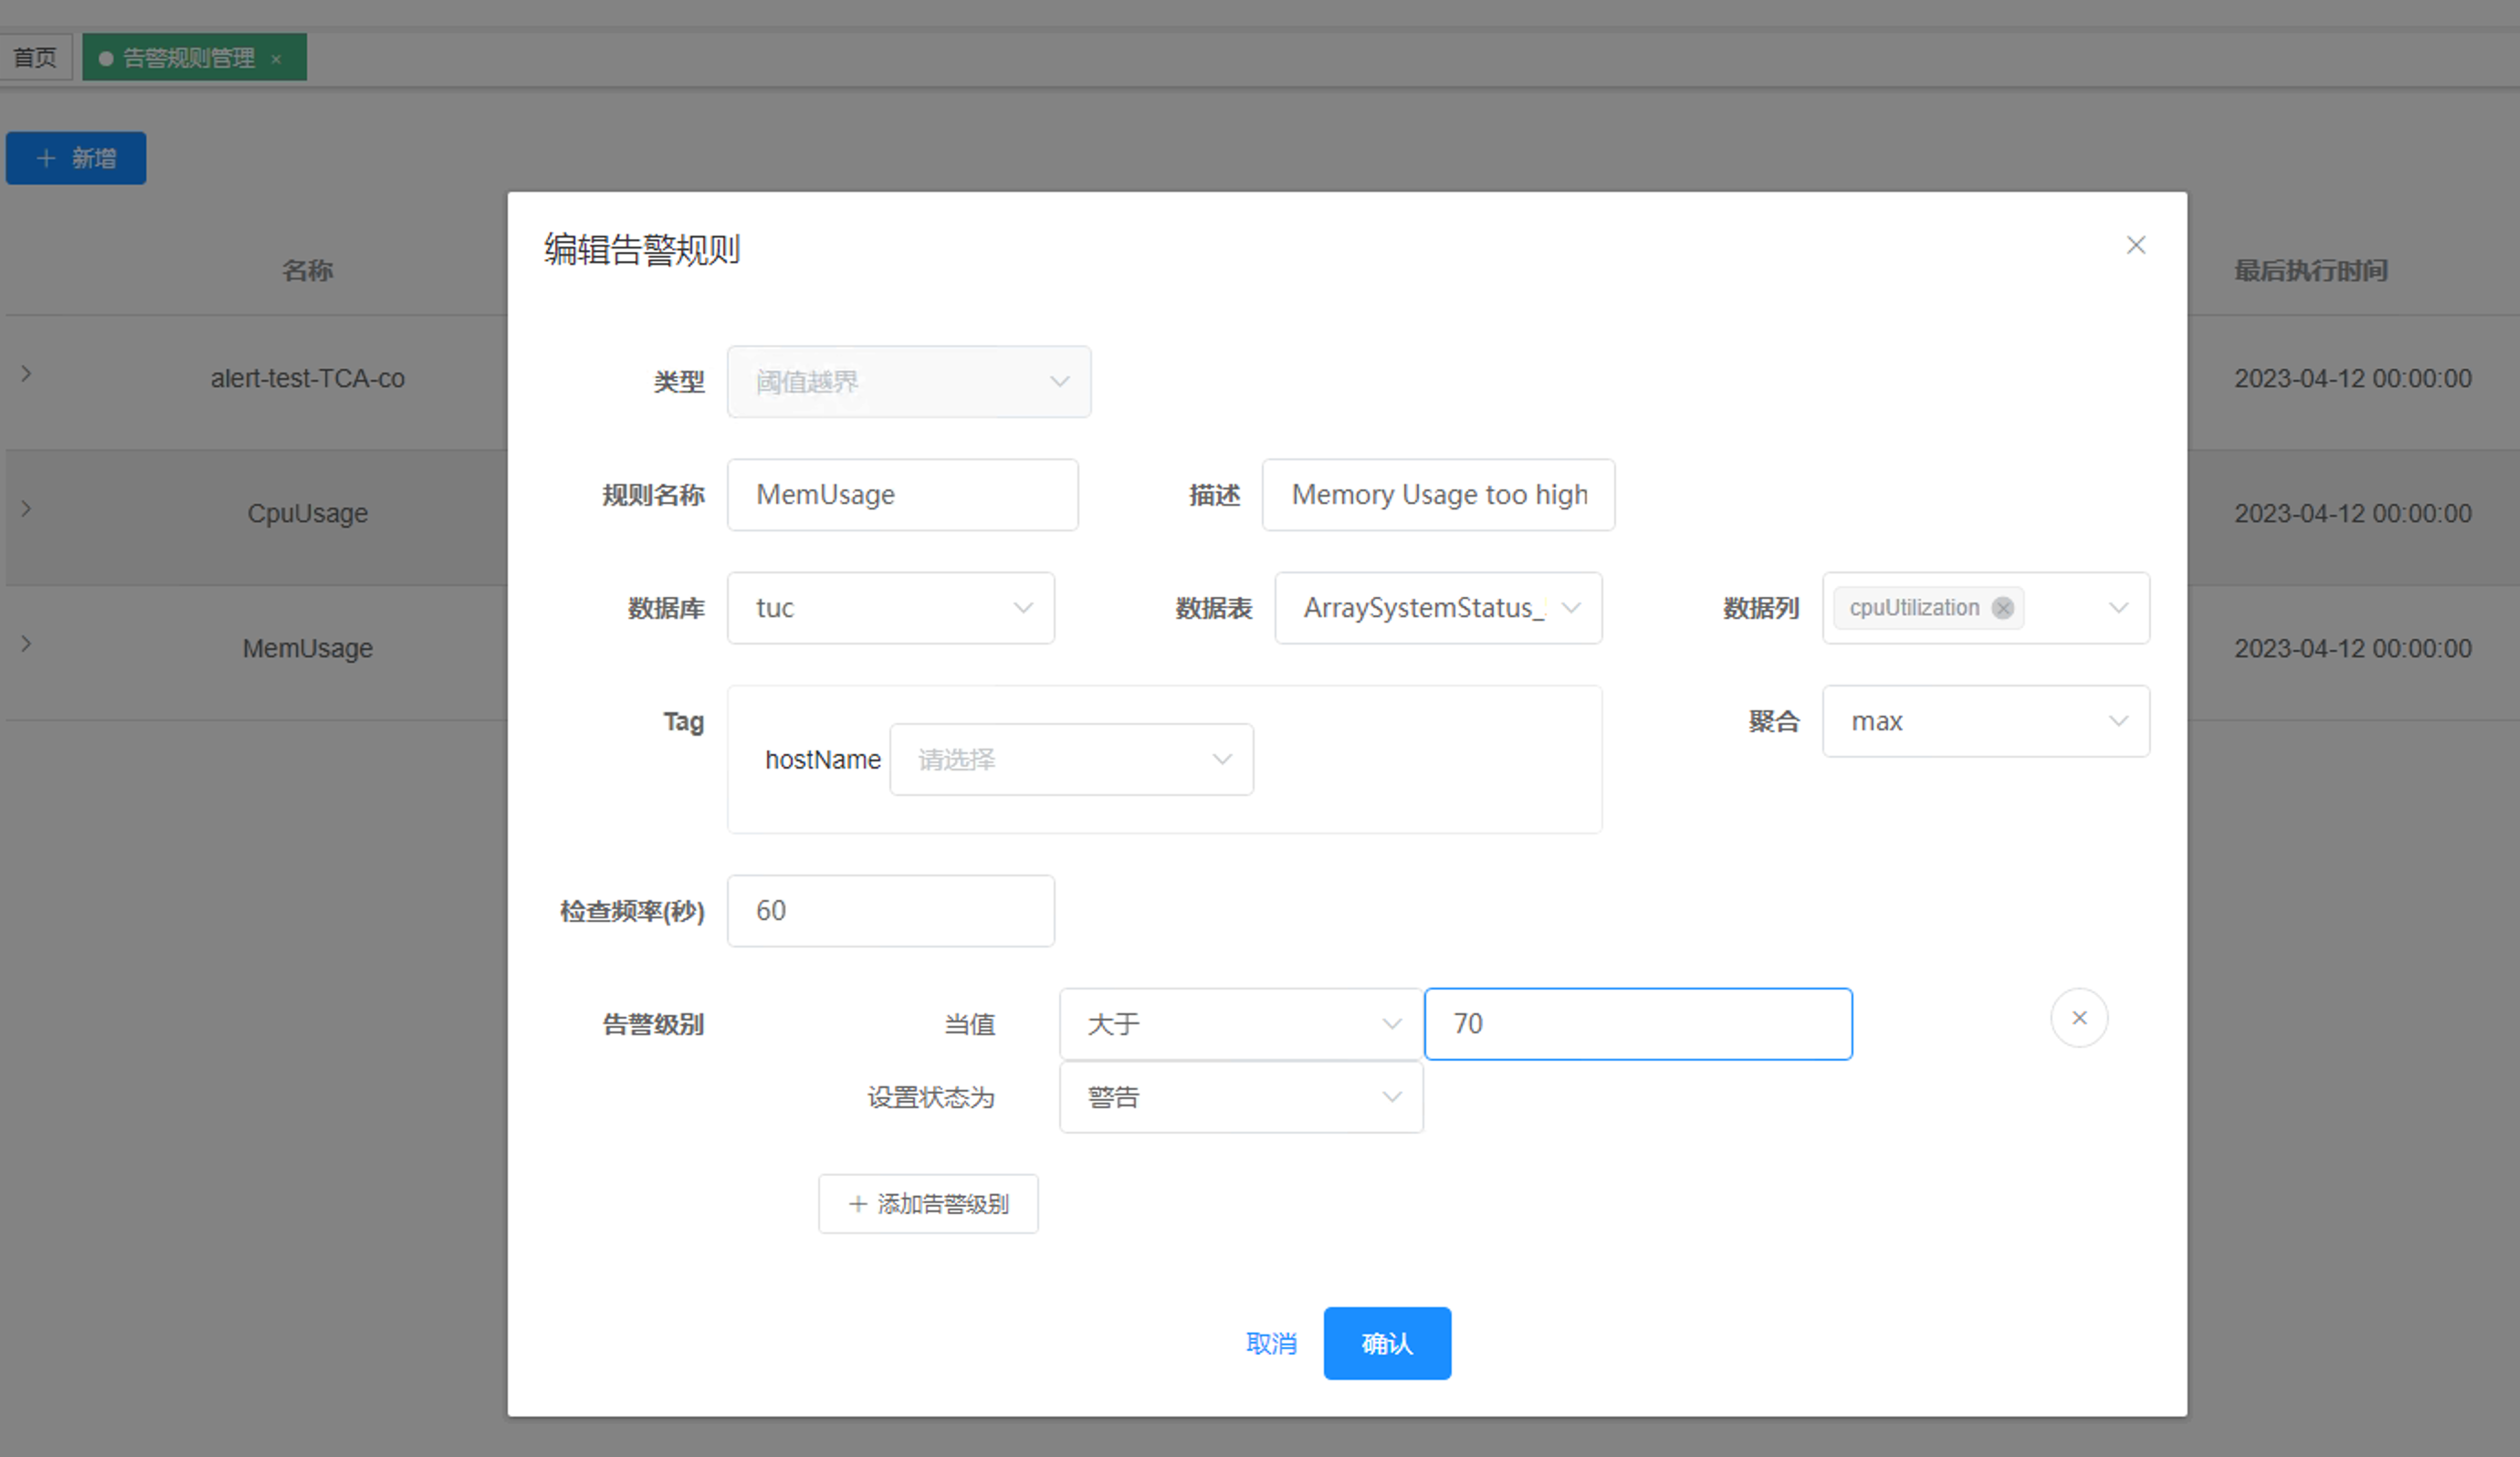 首页
告警规则管理 ×
+ 新增
名称
最后执行时间
alert-test-TCA-co
2023-04-12 00:00:00
CpuUsage
2023-04-12 00:00:00
MemUsage
2023-04-12 00:00:00
编辑告警规则
类型 阈值越界
规则名称 MemUsage 描述 Memory Usage too high
数据库 tuc 数据表 ArraySystemStatus_ 数据列 cpuUtilization
Tag hostName 请选择 聚合 max
检查频率(秒) 60
告警级别 当值 大于 70
设置状态为 警告
+ 添加告警级别
取消 确认